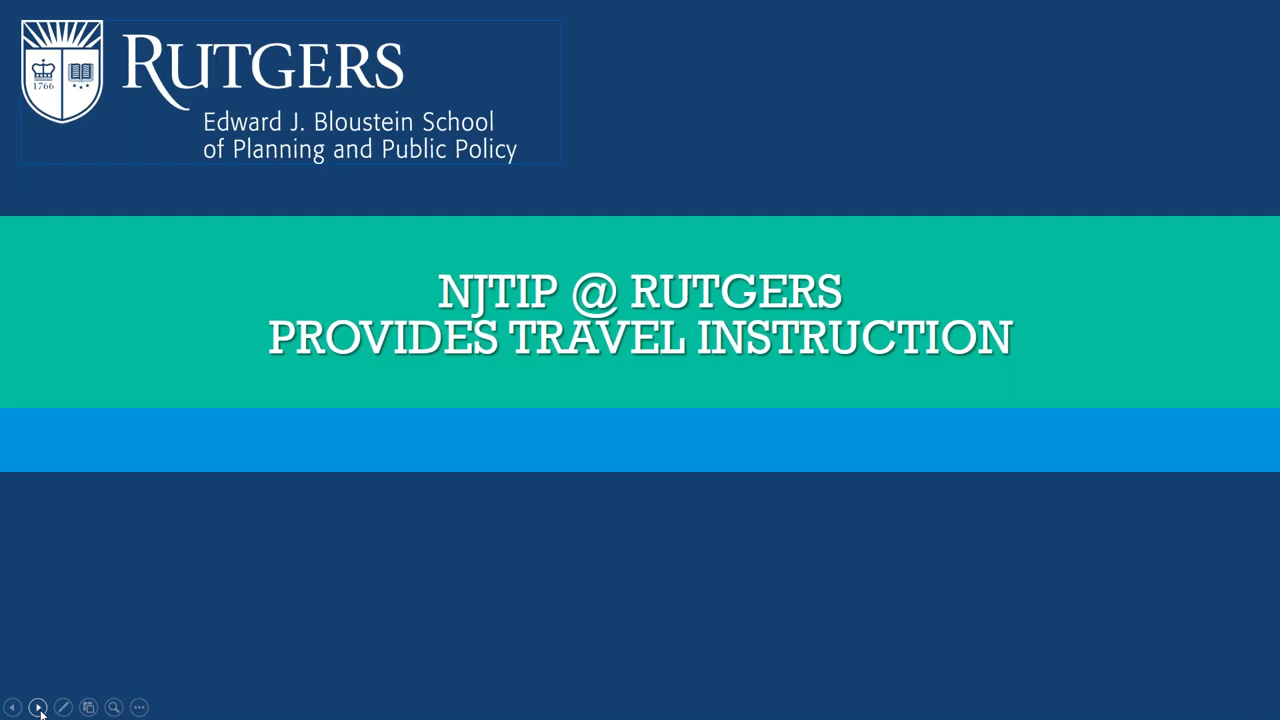 1766
RUTGERS
Edward J. Bloustein School
of Planning and Public Policy
NJTIP @ RUTGERS
PROVIDES TRAVEL INSTRUCTION